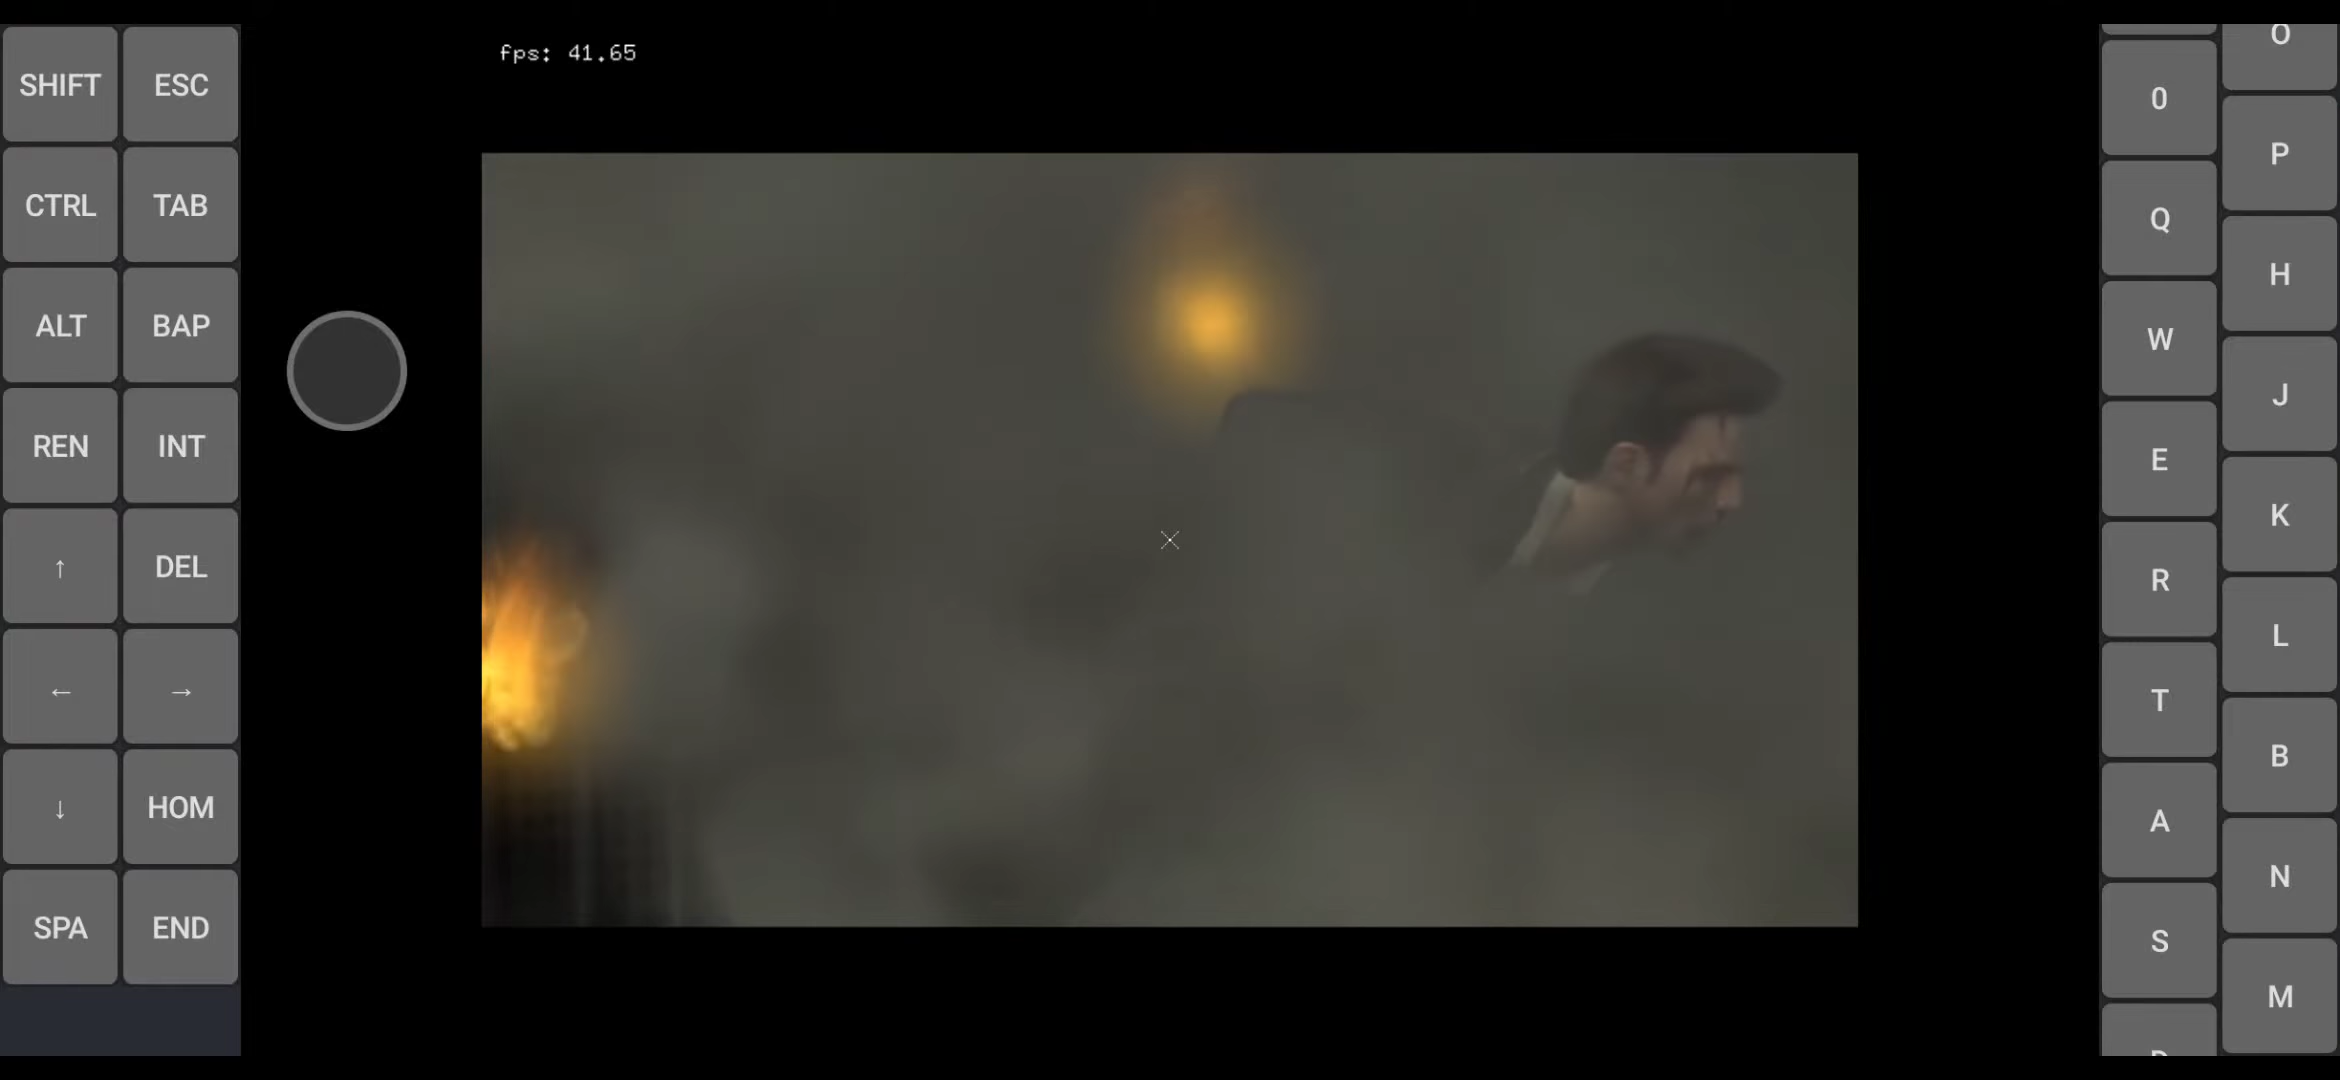 fps: 41.65
SHIFT ESC
CTRL TAB
ALT BAP
REN INT
↑ DEL
← →
↓ HOM
SPA END
0
Q
W
E
R
T
A
S
O
P
H
J
K
L
B
N
M